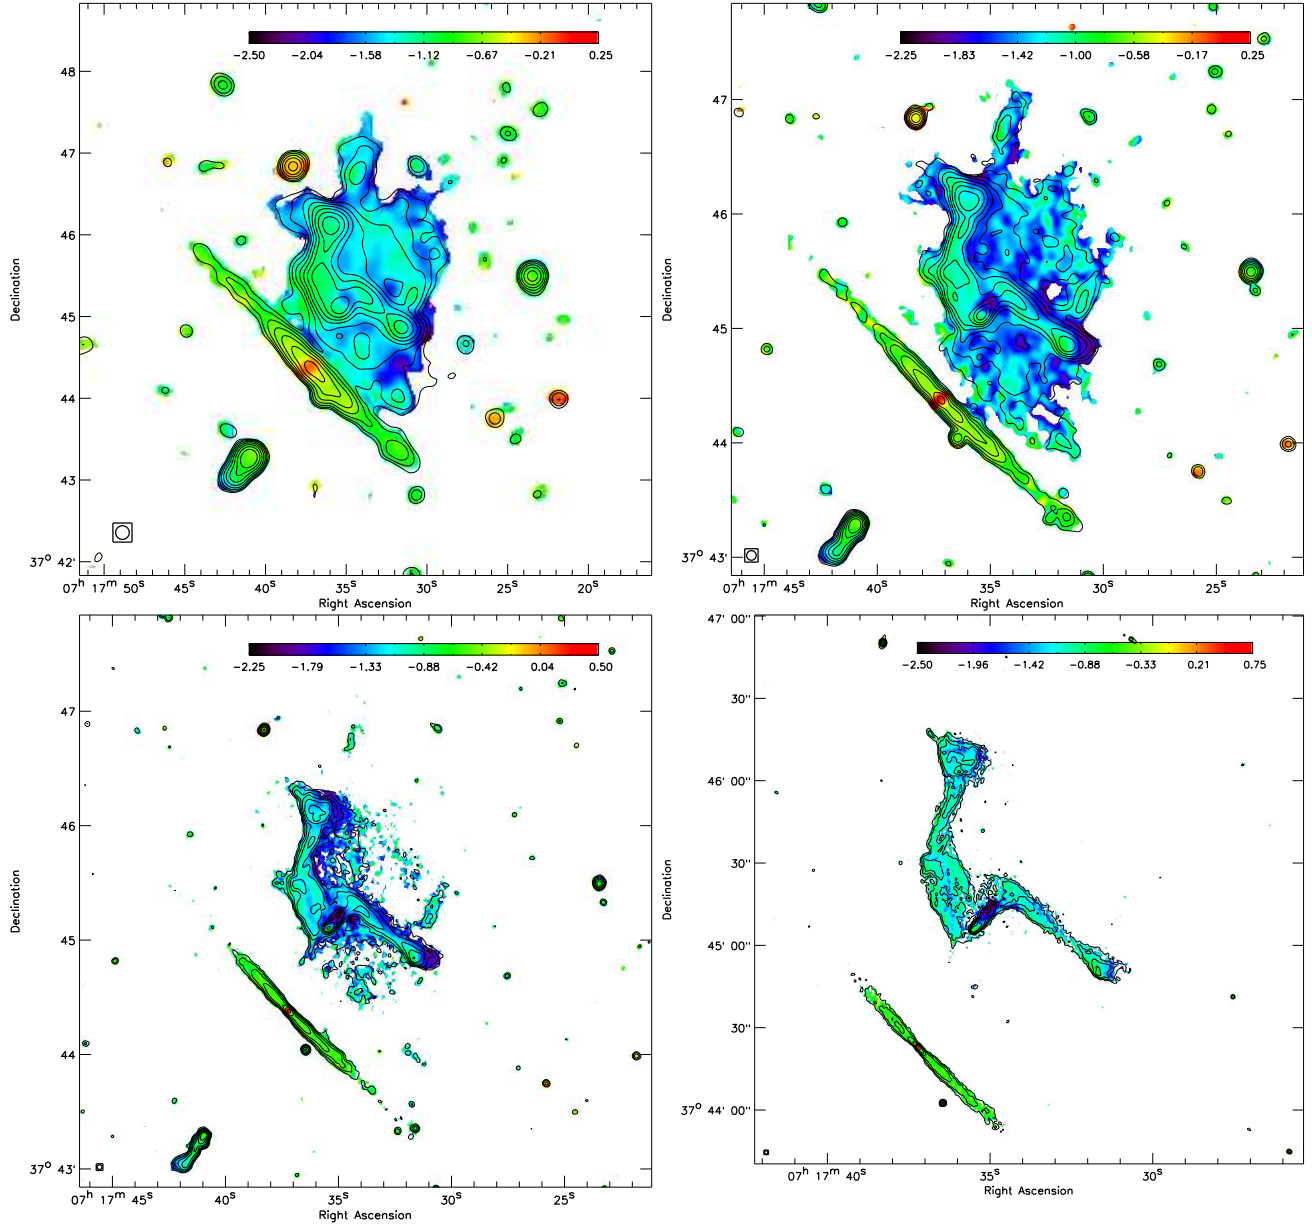 −2.50 −2.04 −1.58 −1.12 −0.67 −0.21 0.25
48
47
46
45
44
43
37° 42'
Declination
07ʰ 17ᵐ 50ˢ 45ˢ 40ˢ 35ˢ 30ˢ 25ˢ 20ˢ
Right Ascension
−2.25 −1.83 −1.42 −1.00 −0.58 −0.17 0.25
47
46
45
44
37° 43'
Declination
07ʰ 17ᵐ 45ˢ 40ˢ 35ˢ 30ˢ 25ˢ
Right Ascension
−2.25 −1.79 −1.33 −0.88 −0.42 0.04 0.50
47
46
45
44
37° 43'
Declination
07ʰ 17ᵐ 45ˢ 40ˢ 35ˢ 30ˢ 25ˢ
Right Ascension
−2.50 −1.96 −1.42 −0.88 −0.33 0.21 0.75
47' 00"
30"
46' 00"
30"
45' 00"
30"
37° 44' 00"
Declination
07ʰ 17ᵐ 40ˢ 35ˢ 30ˢ
Right Ascension